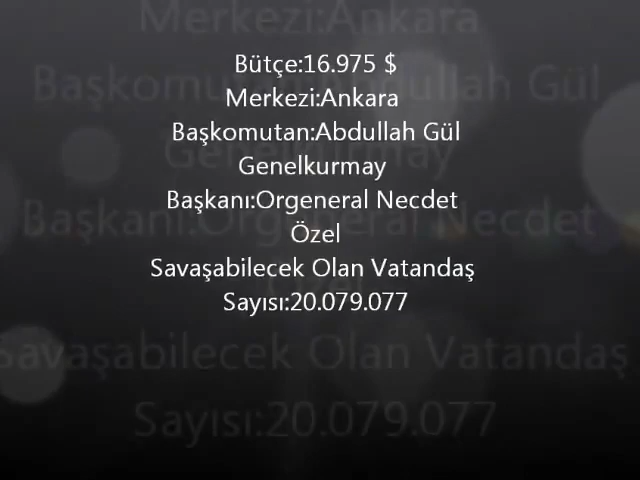 Bütçe:16.975 $
Merkezi:Ankara
Başkomutan:Abdullah Gül
Genelkurmay
Başkanı:Orgeneral Necdet
Özel
Savaşabilecek Olan Vatandaş
Sayısı:20.079.077